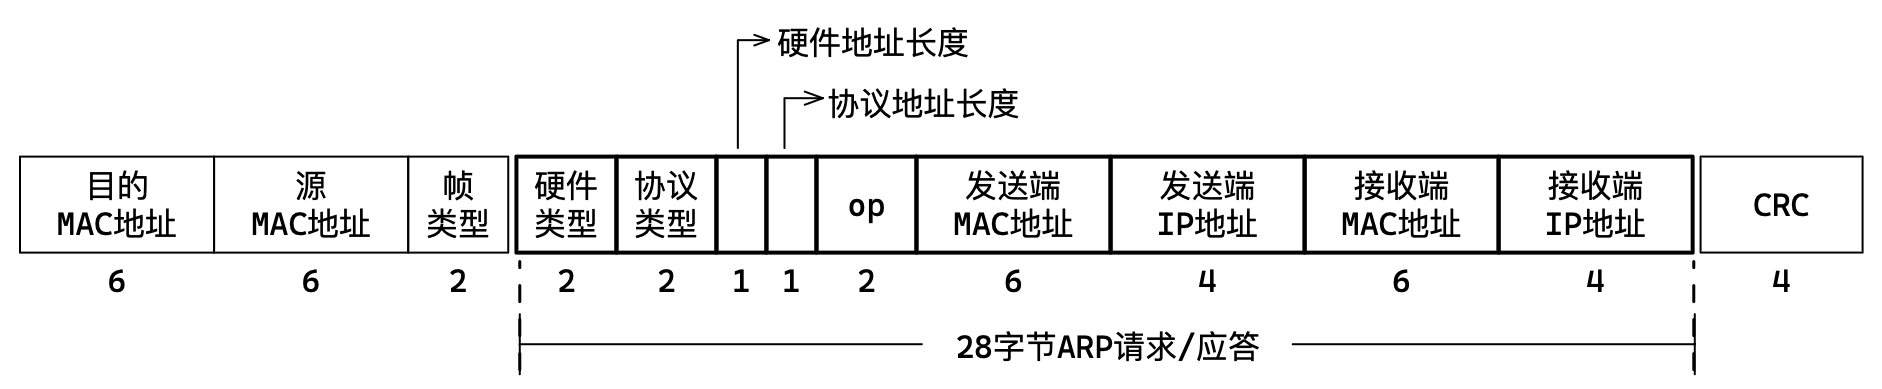 硬件地址长度
协议地址长度
目的
MAC地址
源
MAC地址
帧
类型
硬件
类型
协议
类型
op
发送端
MAC地址
发送端
IP地址
接收端
MAC地址
接收端
IP地址
CRC
6
6
2
2
2
1
1
2
6
4
6
4
4
28字节ARP请求/应答